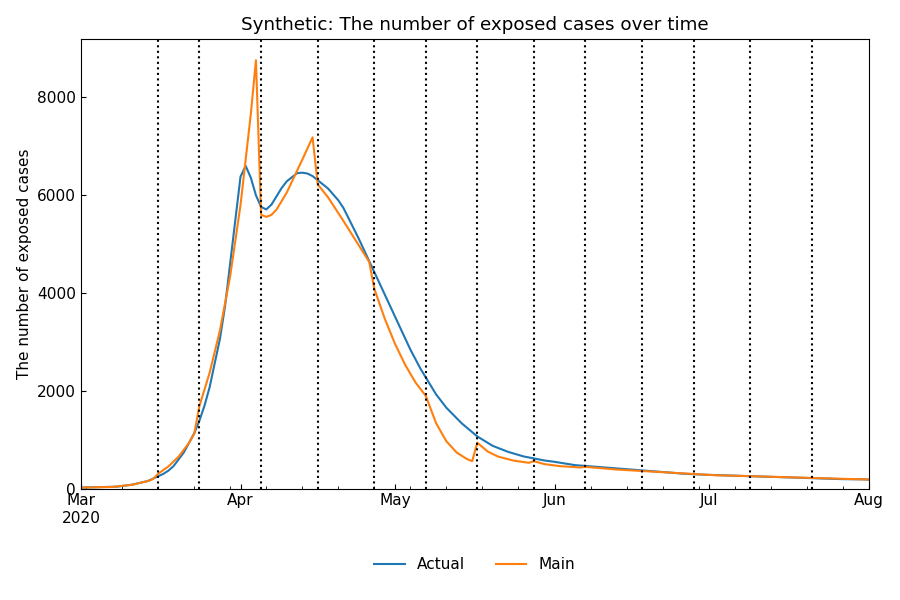 Synthetic: The number of exposed cases over time
The number of exposed cases
8000
6000
4000
2000
0
Mar Apr May Jun Jul Aug
2020
Actual Main